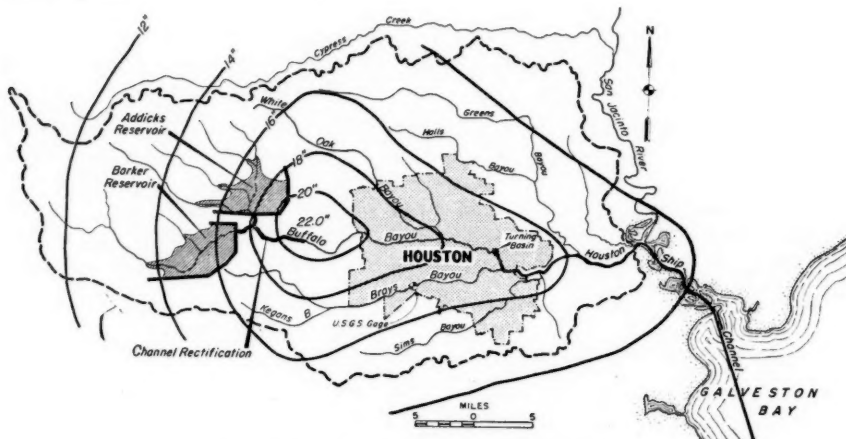 12"
14"
16"
18"
20"
22.0"
Cypress Creek
San Jacinto River
N
White Oak Bayou
Greens Bayou
Halls Bayou
Addicks
Reservoir
Barker
Reservoir
Buffalo Bayou
HOUSTON
Turning
Basin
Houston Ship Channel
Brays Bayou
Kegans B
U.S.G.S Gage
Sims Bayou
Channel Rectification
MILES
5 0 5
GALVESTON
BAY